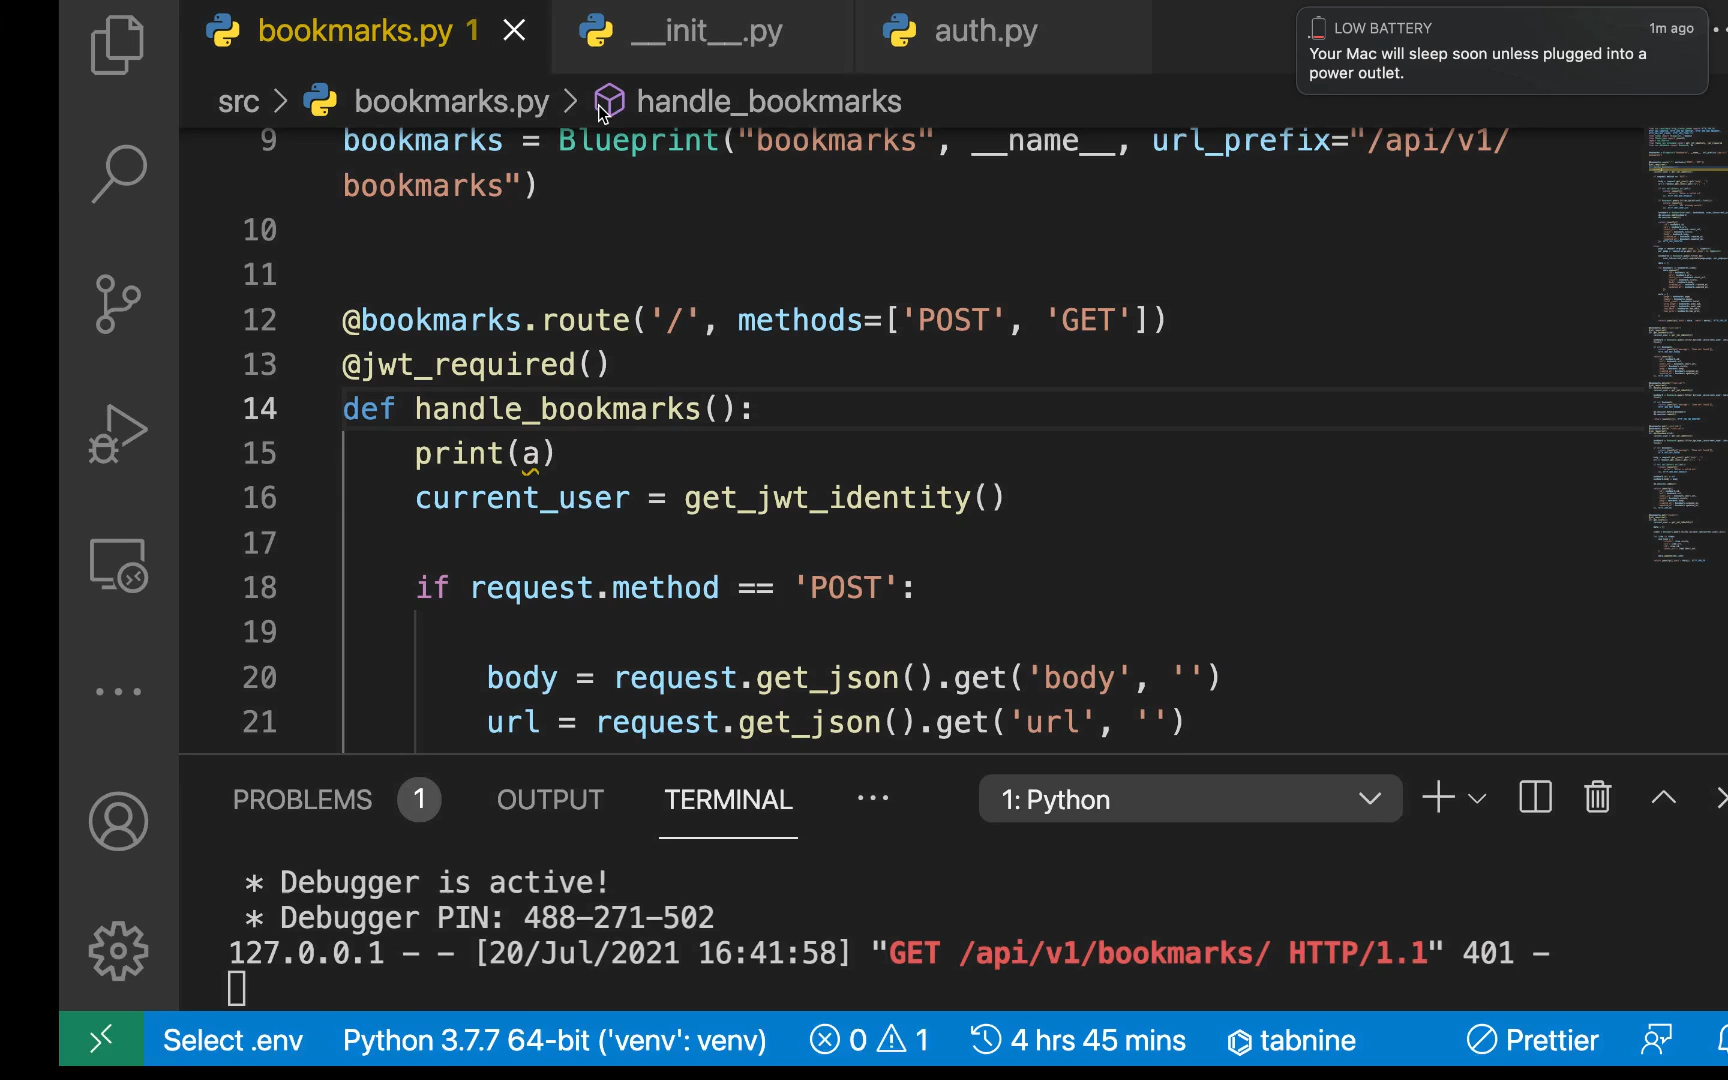 bookmarks.py 1
__init__.py
auth.py
LOW BATTERY 1m ago
Your Mac will sleep soon unless plugged into a
power outlet.
src > bookmarks.py > handle_bookmarks
9 bookmarks = Blueprint("bookmarks", __name__, url_prefix="/api/v1/
bookmarks")
10
11
12 @bookmarks.route('/', methods=['POST', 'GET'])
13 @jwt_required()
14 def handle_bookmarks():
15 print(a)
16 current_user = get_jwt_identity()
17
18 if request.method == 'POST':
19
20 body = request.get_json().get('body', '')
21 url = request.get_json().get('url', '')
PROBLEMS 1 OUTPUT TERMINAL ... 1: Python
* Debugger is active!
* Debugger PIN: 488-271-502
127.0.0.1 - - [20/Jul/2021 16:41:58] "GET /api/v1/bookmarks/ HTTP/1.1" 401 -
Select .env Python 3.7.7 64-bit ('venv': venv) 0 1 4 hrs 45 mins tabnine Prettier